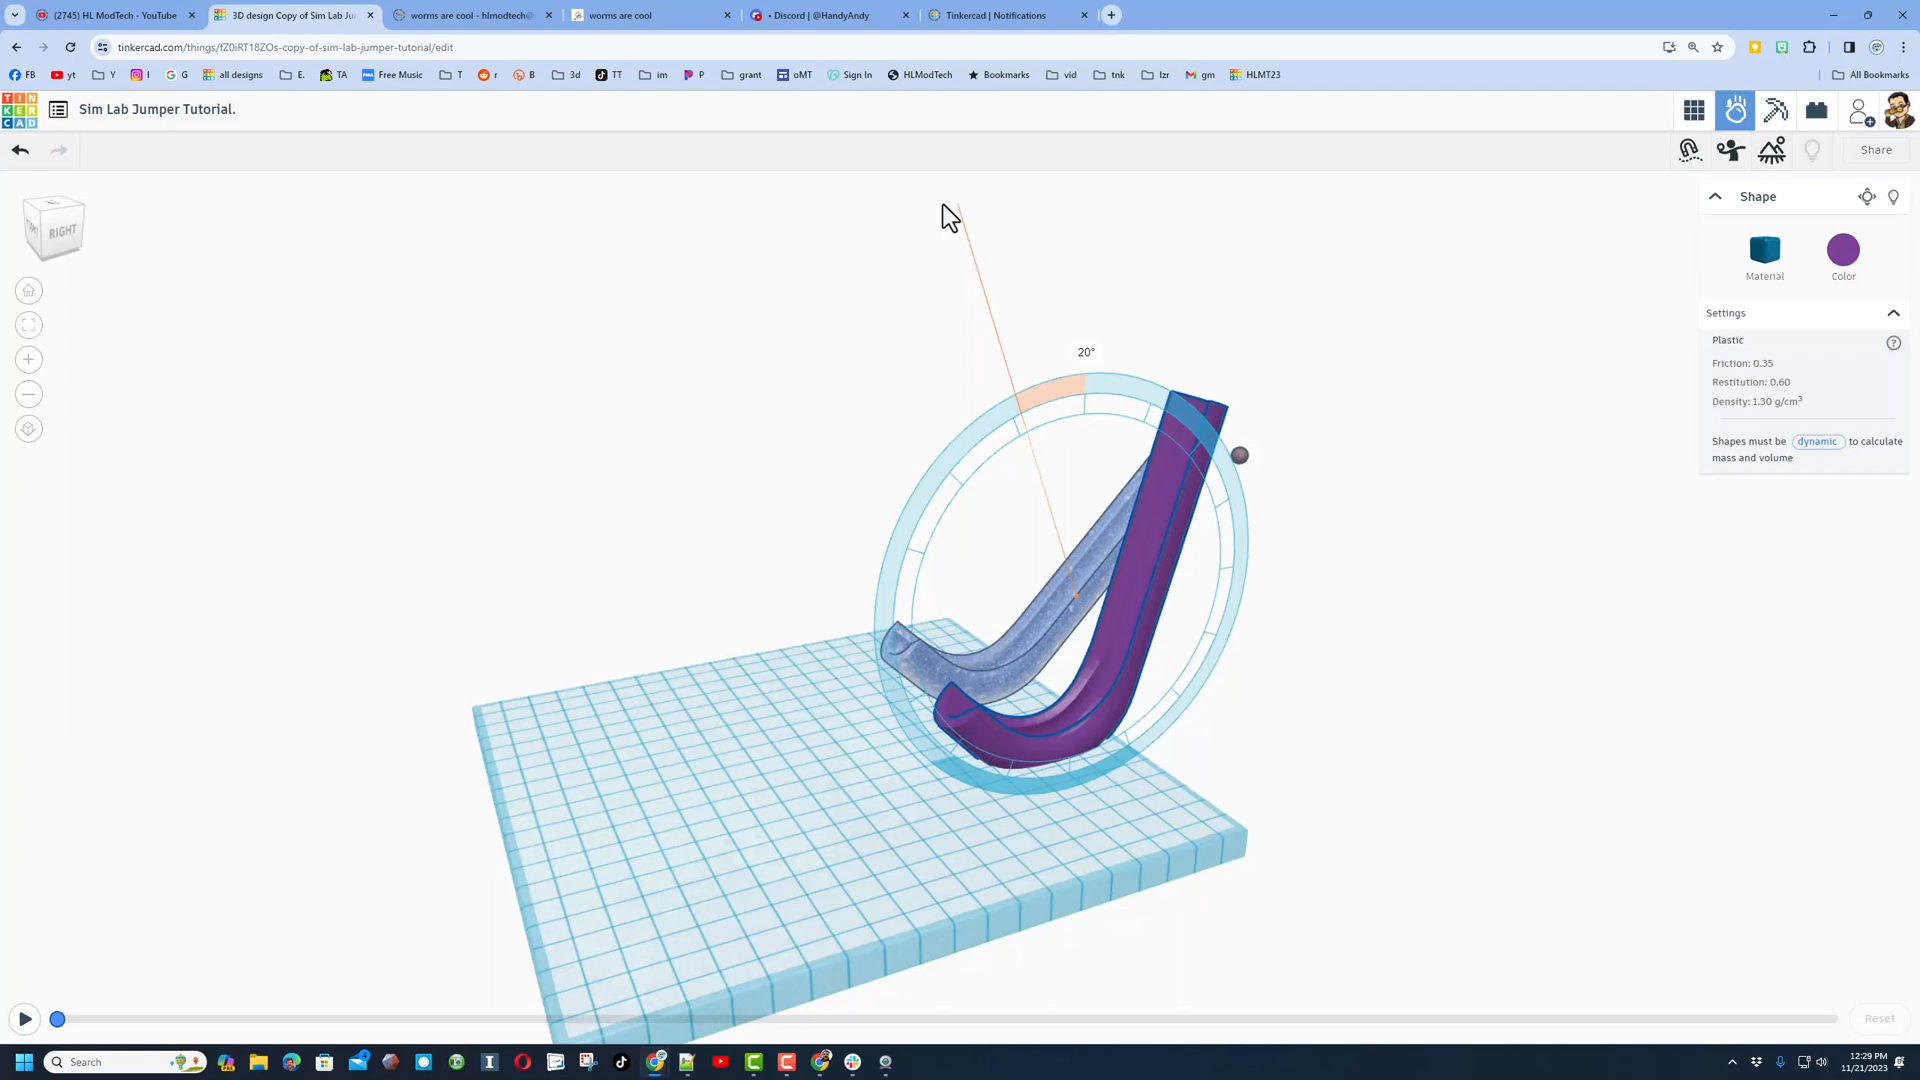 (2745) HL ModTech - YouTube
3D design Copy of Sim Lab Ju
worms are cool - hlmodtech@
worms are cool
• Discord | @HandyAndy
Tinkercad | Notifications
tinkercad.com/things/fZ0iRT18ZOs-copy-of-sim-lab-jumper-tutorial/edit
FB yt Y I G all designs E. TA Free Music T r B 3d TT im P grant oMT Sign In HLModTech Bookmarks vid tnk lzr gm HLMT23 All Bookmarks
TIN
KER
CAD
Sim Lab Jumper Tutorial.
Share
Shape
RIGHT
Material Color
Settings
20°
Plastic
Friction: 0.35
Restitution: 0.60
Density: 1.30 g/cm³
Shapes must be dynamic to calculate
mass and volume
Reset
Search
4
12:29 PM
11/21/2023